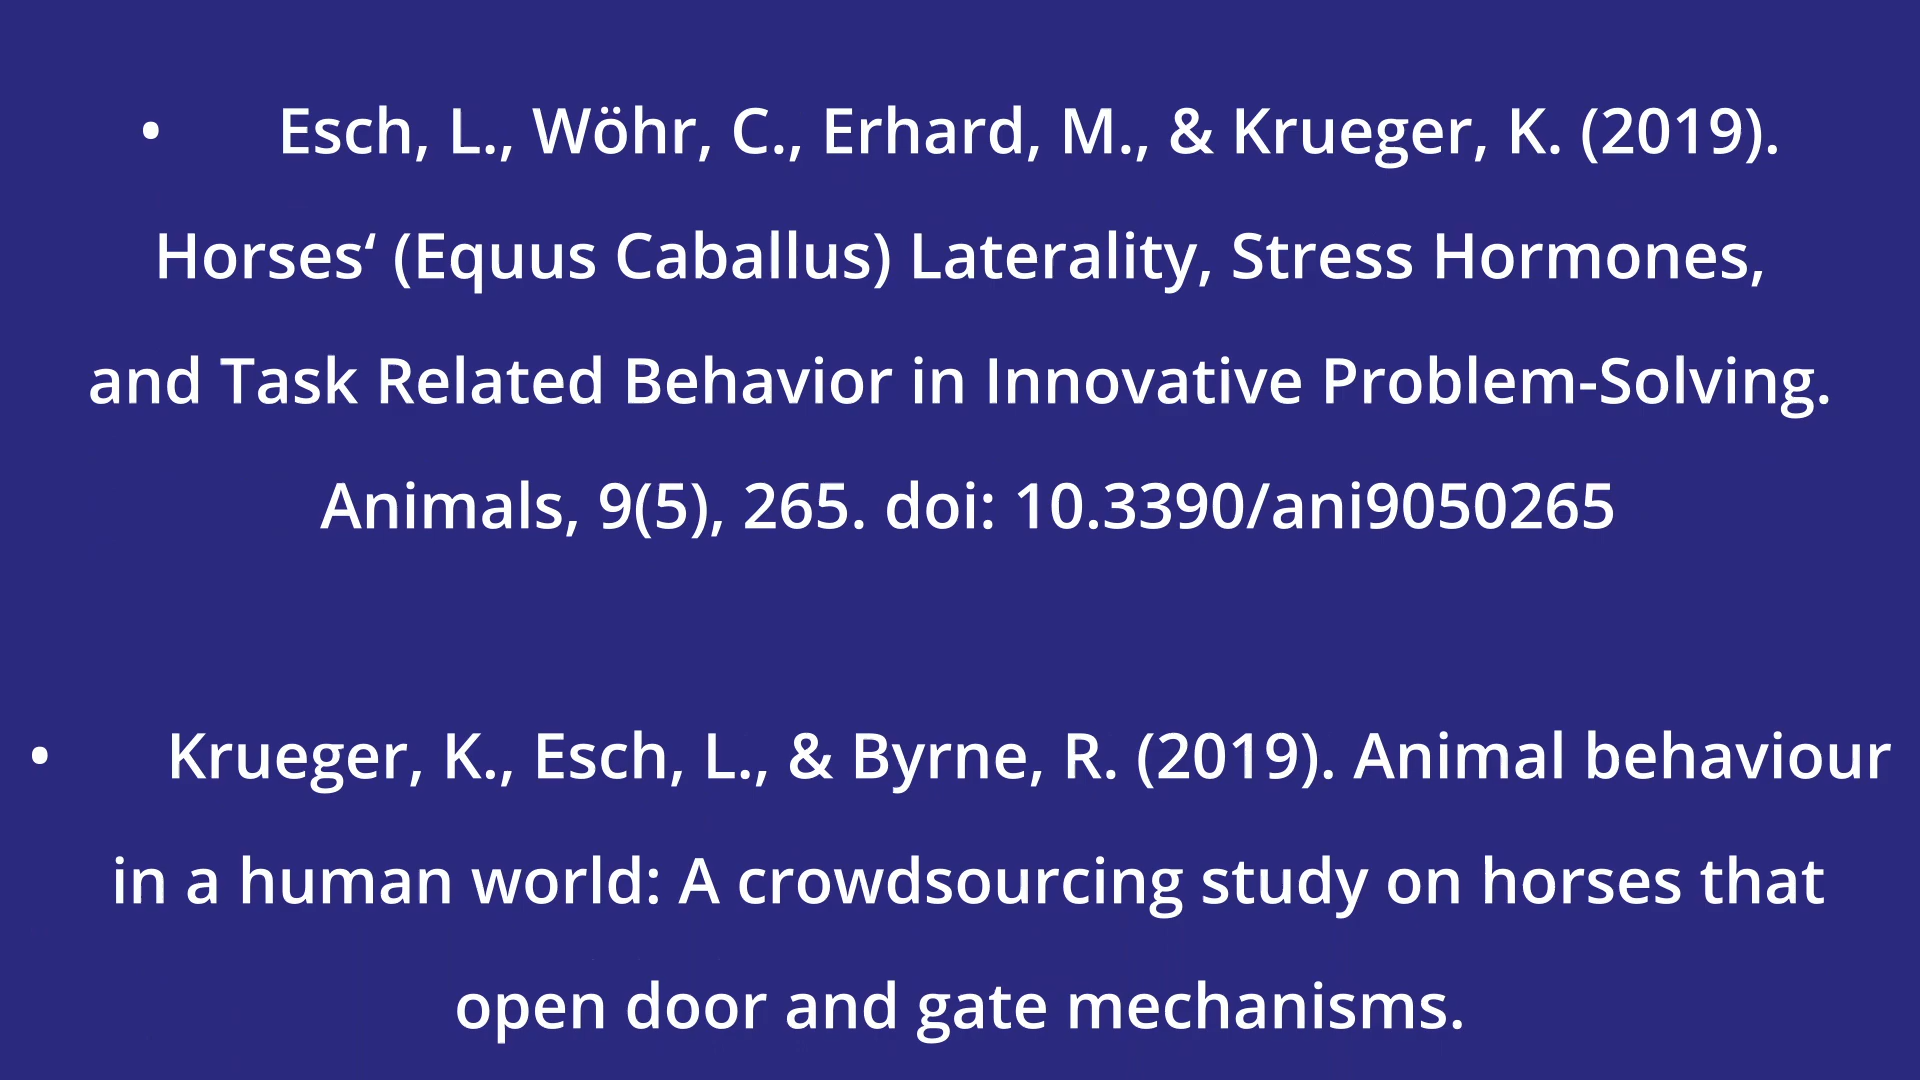 • Esch, L., Wöhr, C., Erhard, M., & Krueger, K. (2019).
Horses‘ (Equus Caballus) Laterality, Stress Hormones,
and Task Related Behavior in Innovative Problem-Solving.
Animals, 9(5), 265. doi: 10.3390/ani9050265
• Krueger, K., Esch, L., & Byrne, R. (2019). Animal behaviour
in a human world: A crowdsourcing study on horses that
open door and gate mechanisms.